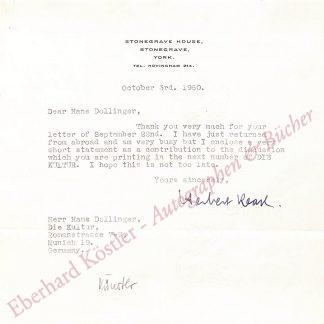 STONEGRAVE HOUSE,
STONEGRAVE,
YORK.
TEL. HOVINGHAM 214.
October 3rd. 1960.
Dear Hans Dollinger,
Thank you very much for your
letter of September 22nd. I have just returned
from abroad and am very busy but I enclose a
short statement as a contribution to the discussion
which you are printing in the next number of DIE
KULTUR. I hope this is not too late.
Yours sincerely,
Herbert Read.
Herr Hans Dollinger,
Die Kultur,
Munich 19.
Germany.
Eberhard Köstler - Autographen & Bücher